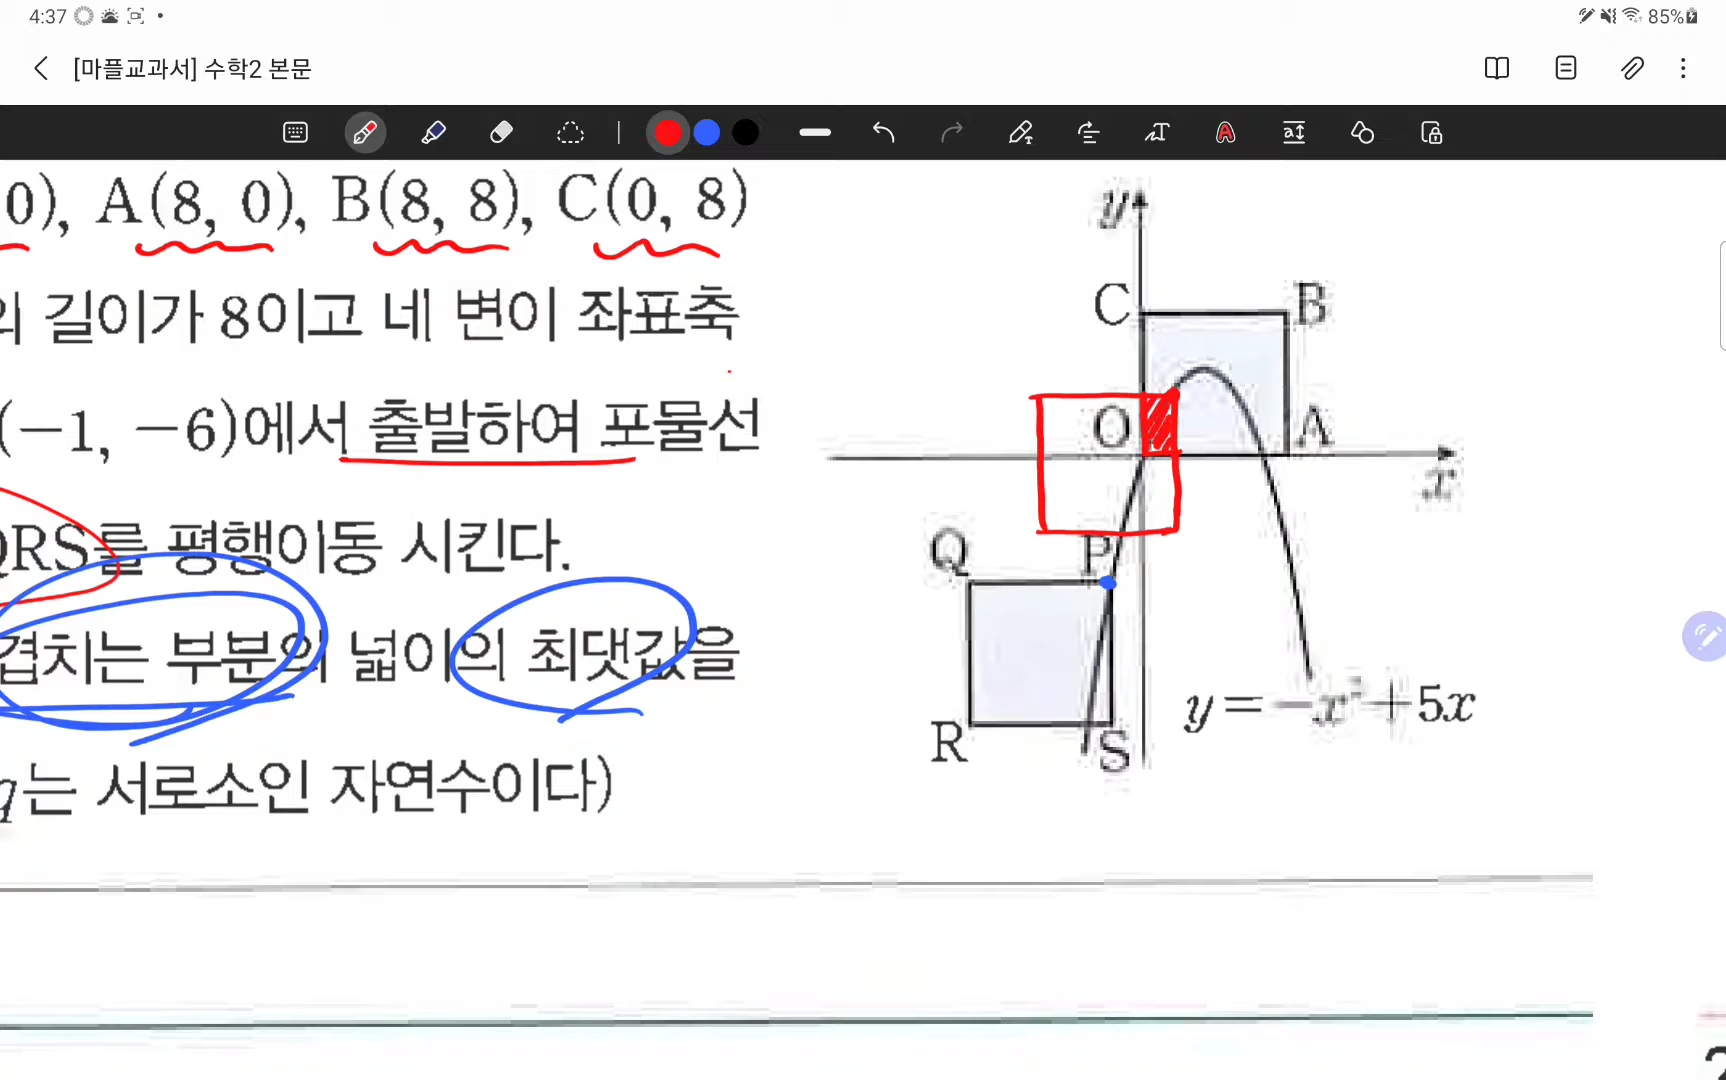 4:37
85%
[마플교과서] 수학2 본문
0), A(8, 0), B(8, 8), C(0, 8)
길이가 8이고 네 변이 좌표축
(−1, −6)에서 출발하여 포물선
QRS를 평행이동 시킨다.
겹치는 부분의 넓이의 최댓값을
q는 서로소인 자연수이다)
y
C
B
O
A
x
Q
P
R
S
y=−x²+5x